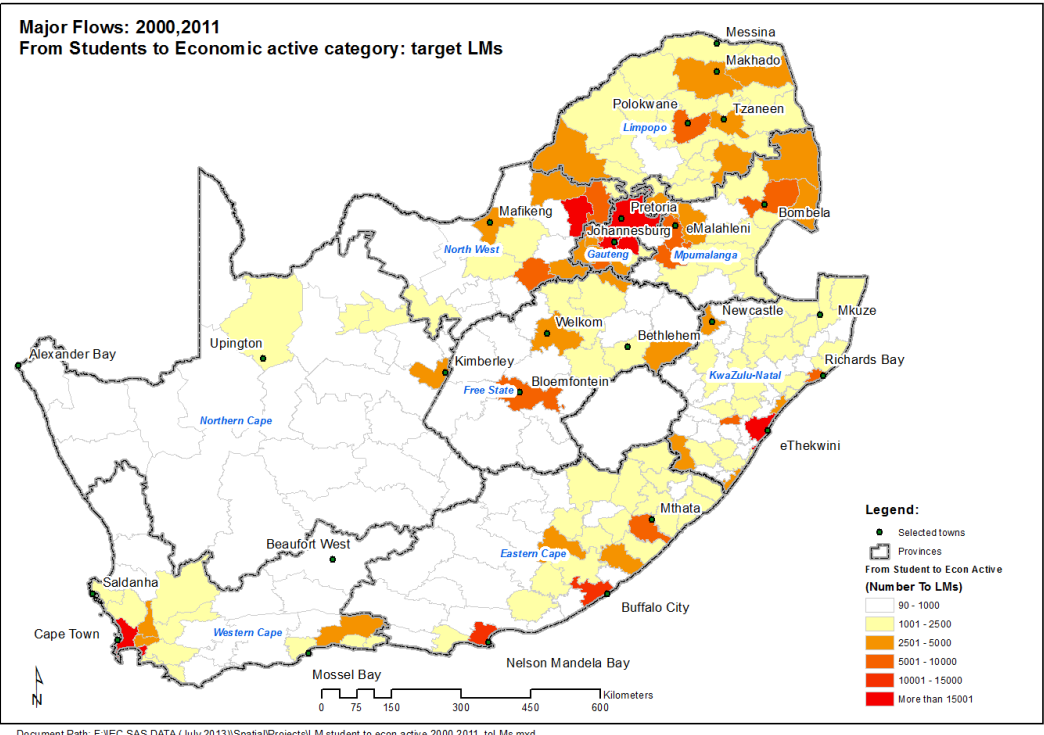 Major Flows: 2000,2011
From Students to Economic active category: target LMs
Messina
Makhado
Polokwane
Tzaneen
Limpopo
Mafikeng
Pretoria
Bombela
Johannesburg
eMalahleni
North West
Gauteng
Mpumalanga
Newcastle
Mkuze
Welkom
Upington
Bethlehem
Alexander Bay
Kimberley
Richards Bay
Bloemfontein
KwaZulu-Natal
Free State
Northern Cape
eThekwini
Mthata
Legend:
Selected towns
Provinces
From Student to Econ Active
(Number To LMs)
90 - 1000
1001 - 2500
2501 - 5000
5001 - 10000
10001 - 15000
More than 15001
Beaufort West
Eastern Cape
Saldanha
Buffalo City
Cape Town
Western Cape
Nelson Mandela Bay
Mossel Bay
N
Kilometers
0 75 150 300 450 600